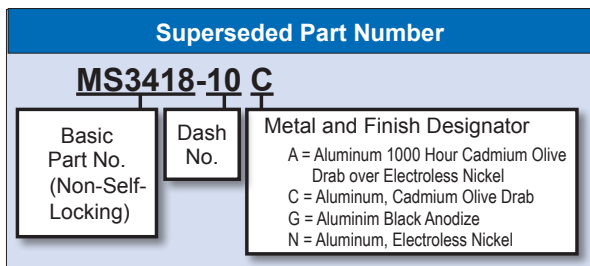 Superseded Part Number
MS3418-10 C
Basic
Part No.
(Non-Self-
Locking)
Dash
No.
Metal and Finish Designator
A = Aluminum 1000 Hour Cadmium Olive
Drab over Electroless Nickel
C = Aluminum, Cadmium Olive Drab
G = Aluminim Black Anodize
N = Aluminum, Electroless Nickel